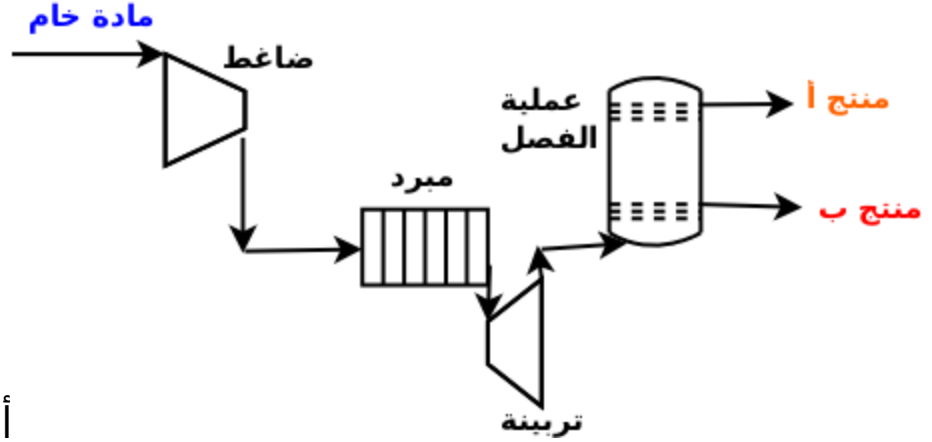 مادة خام
ضاغط
عملية
الفصل
منتج أ
مبرد
منتج ب
تربينة
أ